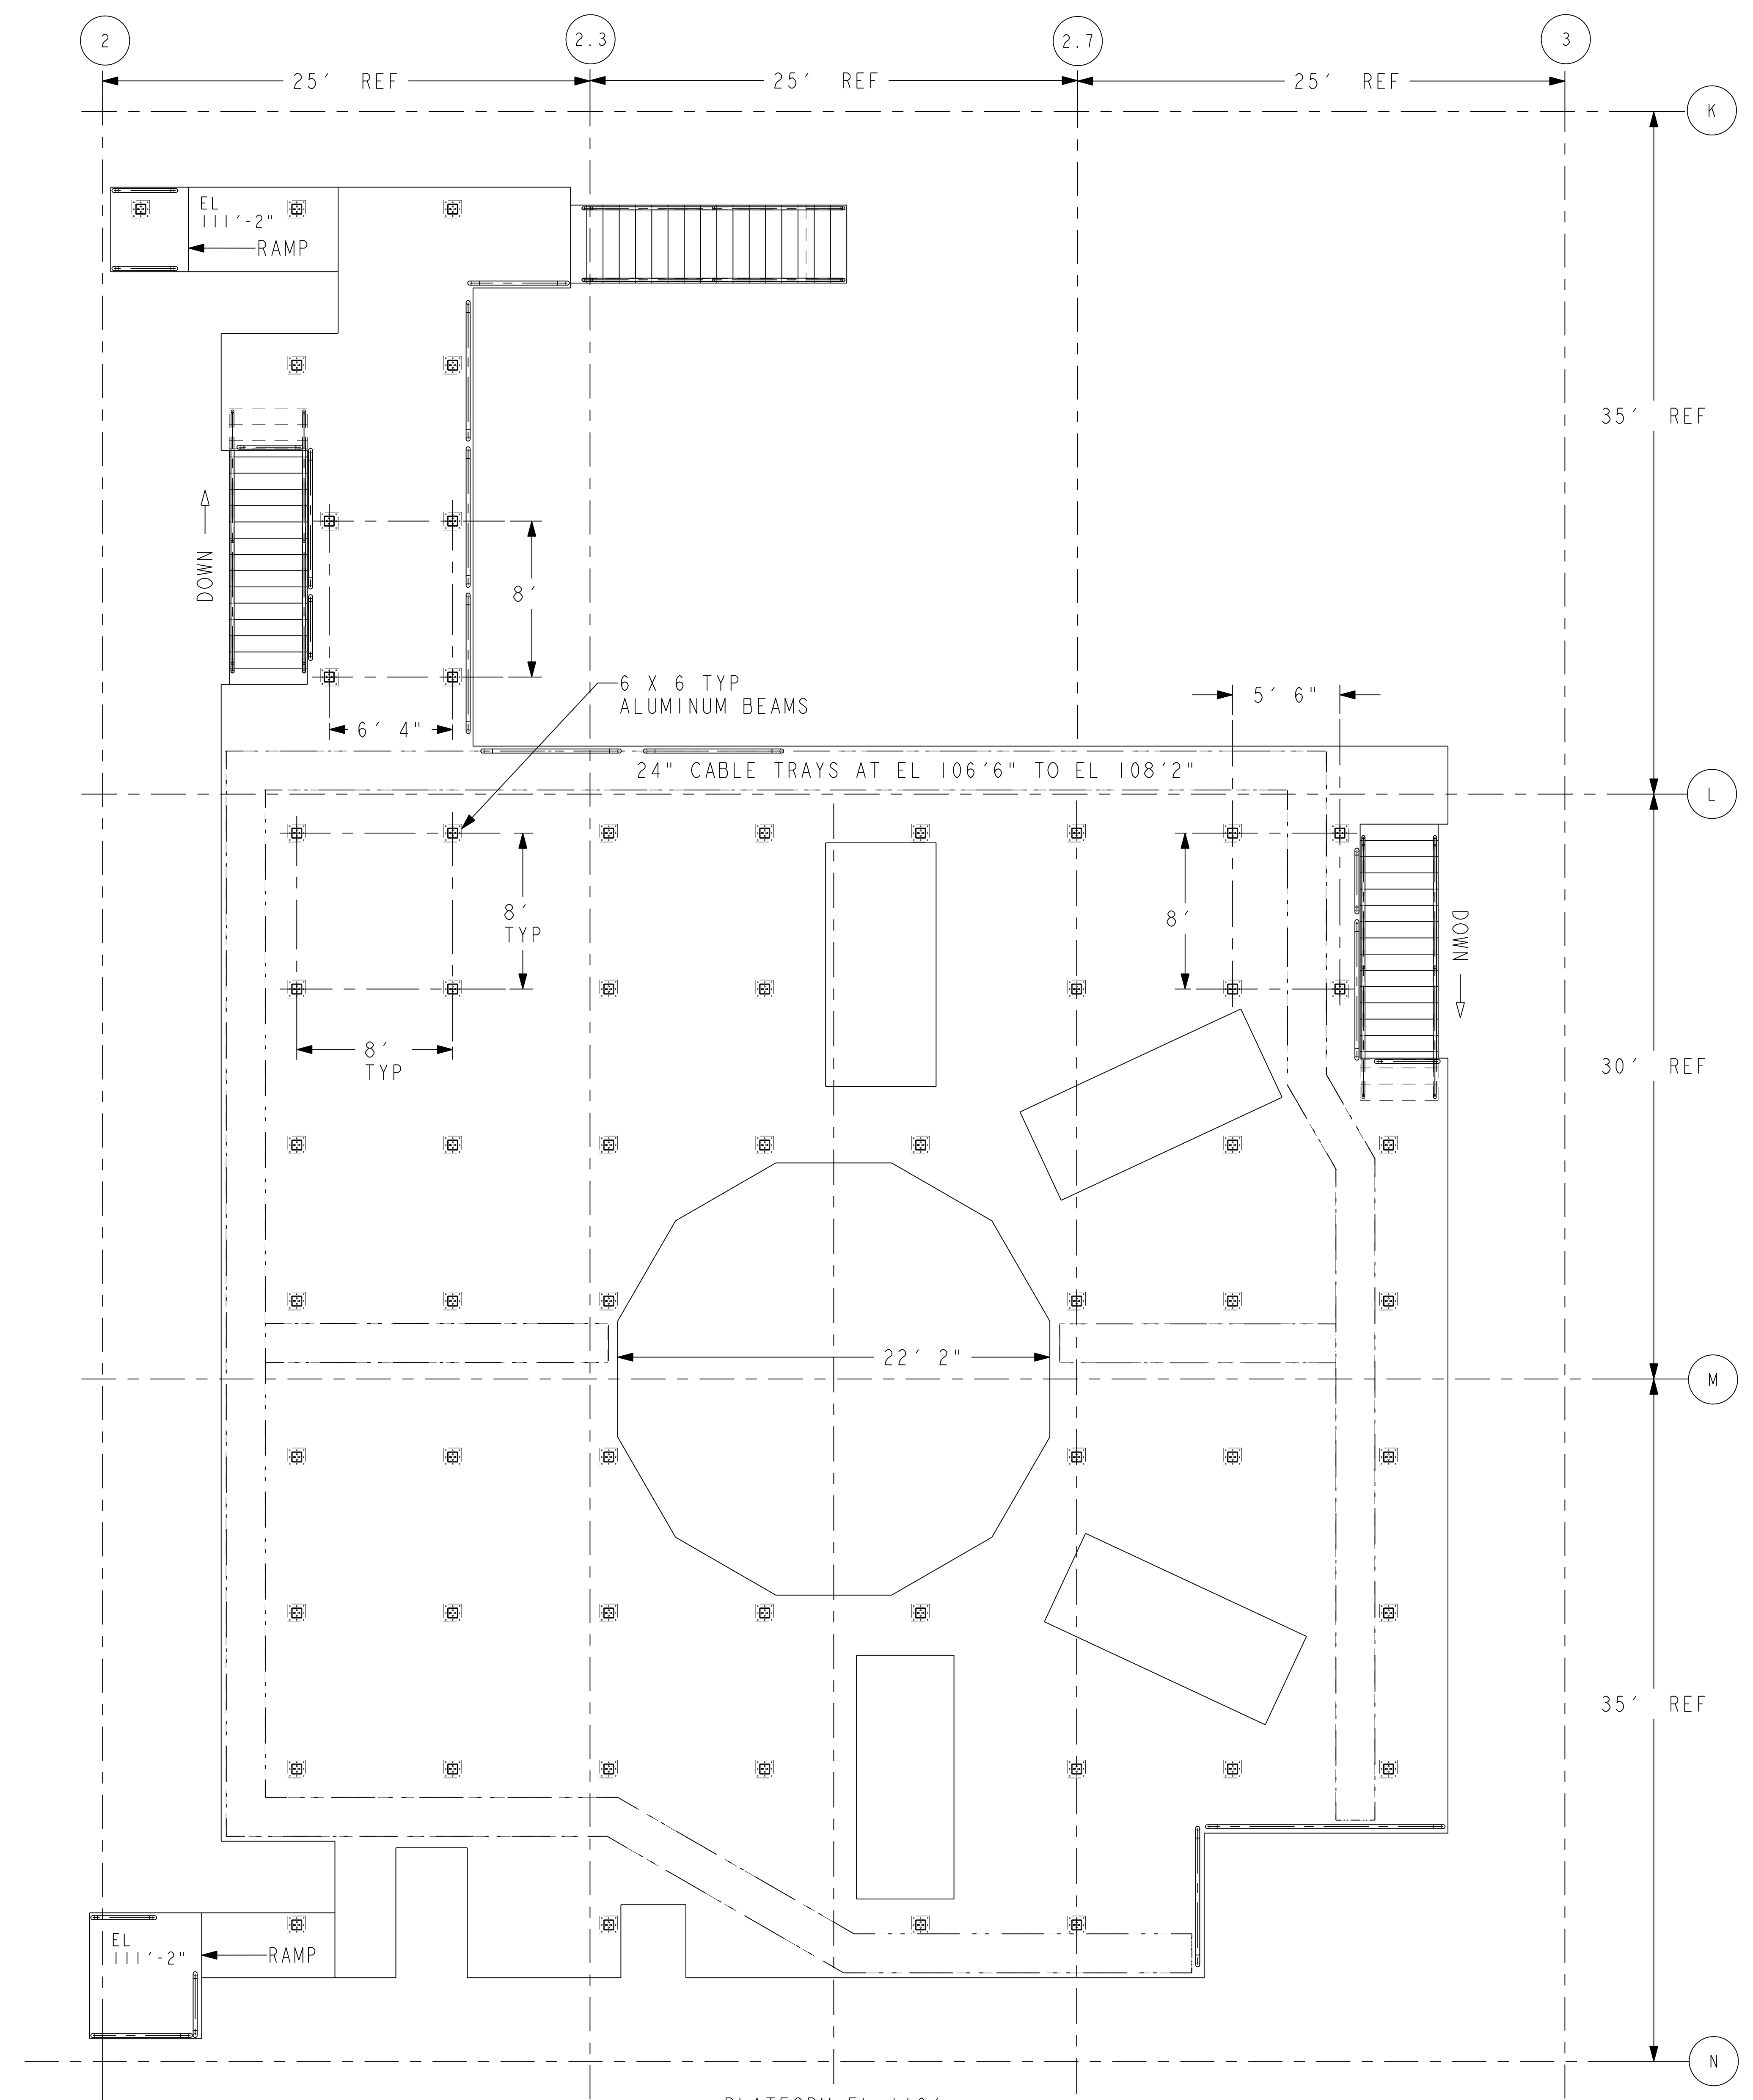 2
2.3
2.7
3
25' REF
25' REF
25' REF
K
EL
111'-2"
RAMP
35' REF
DOWN
8'
6 X 6 TYP
ALUMINUM BEAMS
5' 6"
6' 4"
24" CABLE TRAYS AT EL 106'6" TO EL 108'2"
L
8'
TYP
8'
DOWN
8'
TYP
30' REF
22' 2"
M
35' REF
EL
111'-2"
RAMP
N